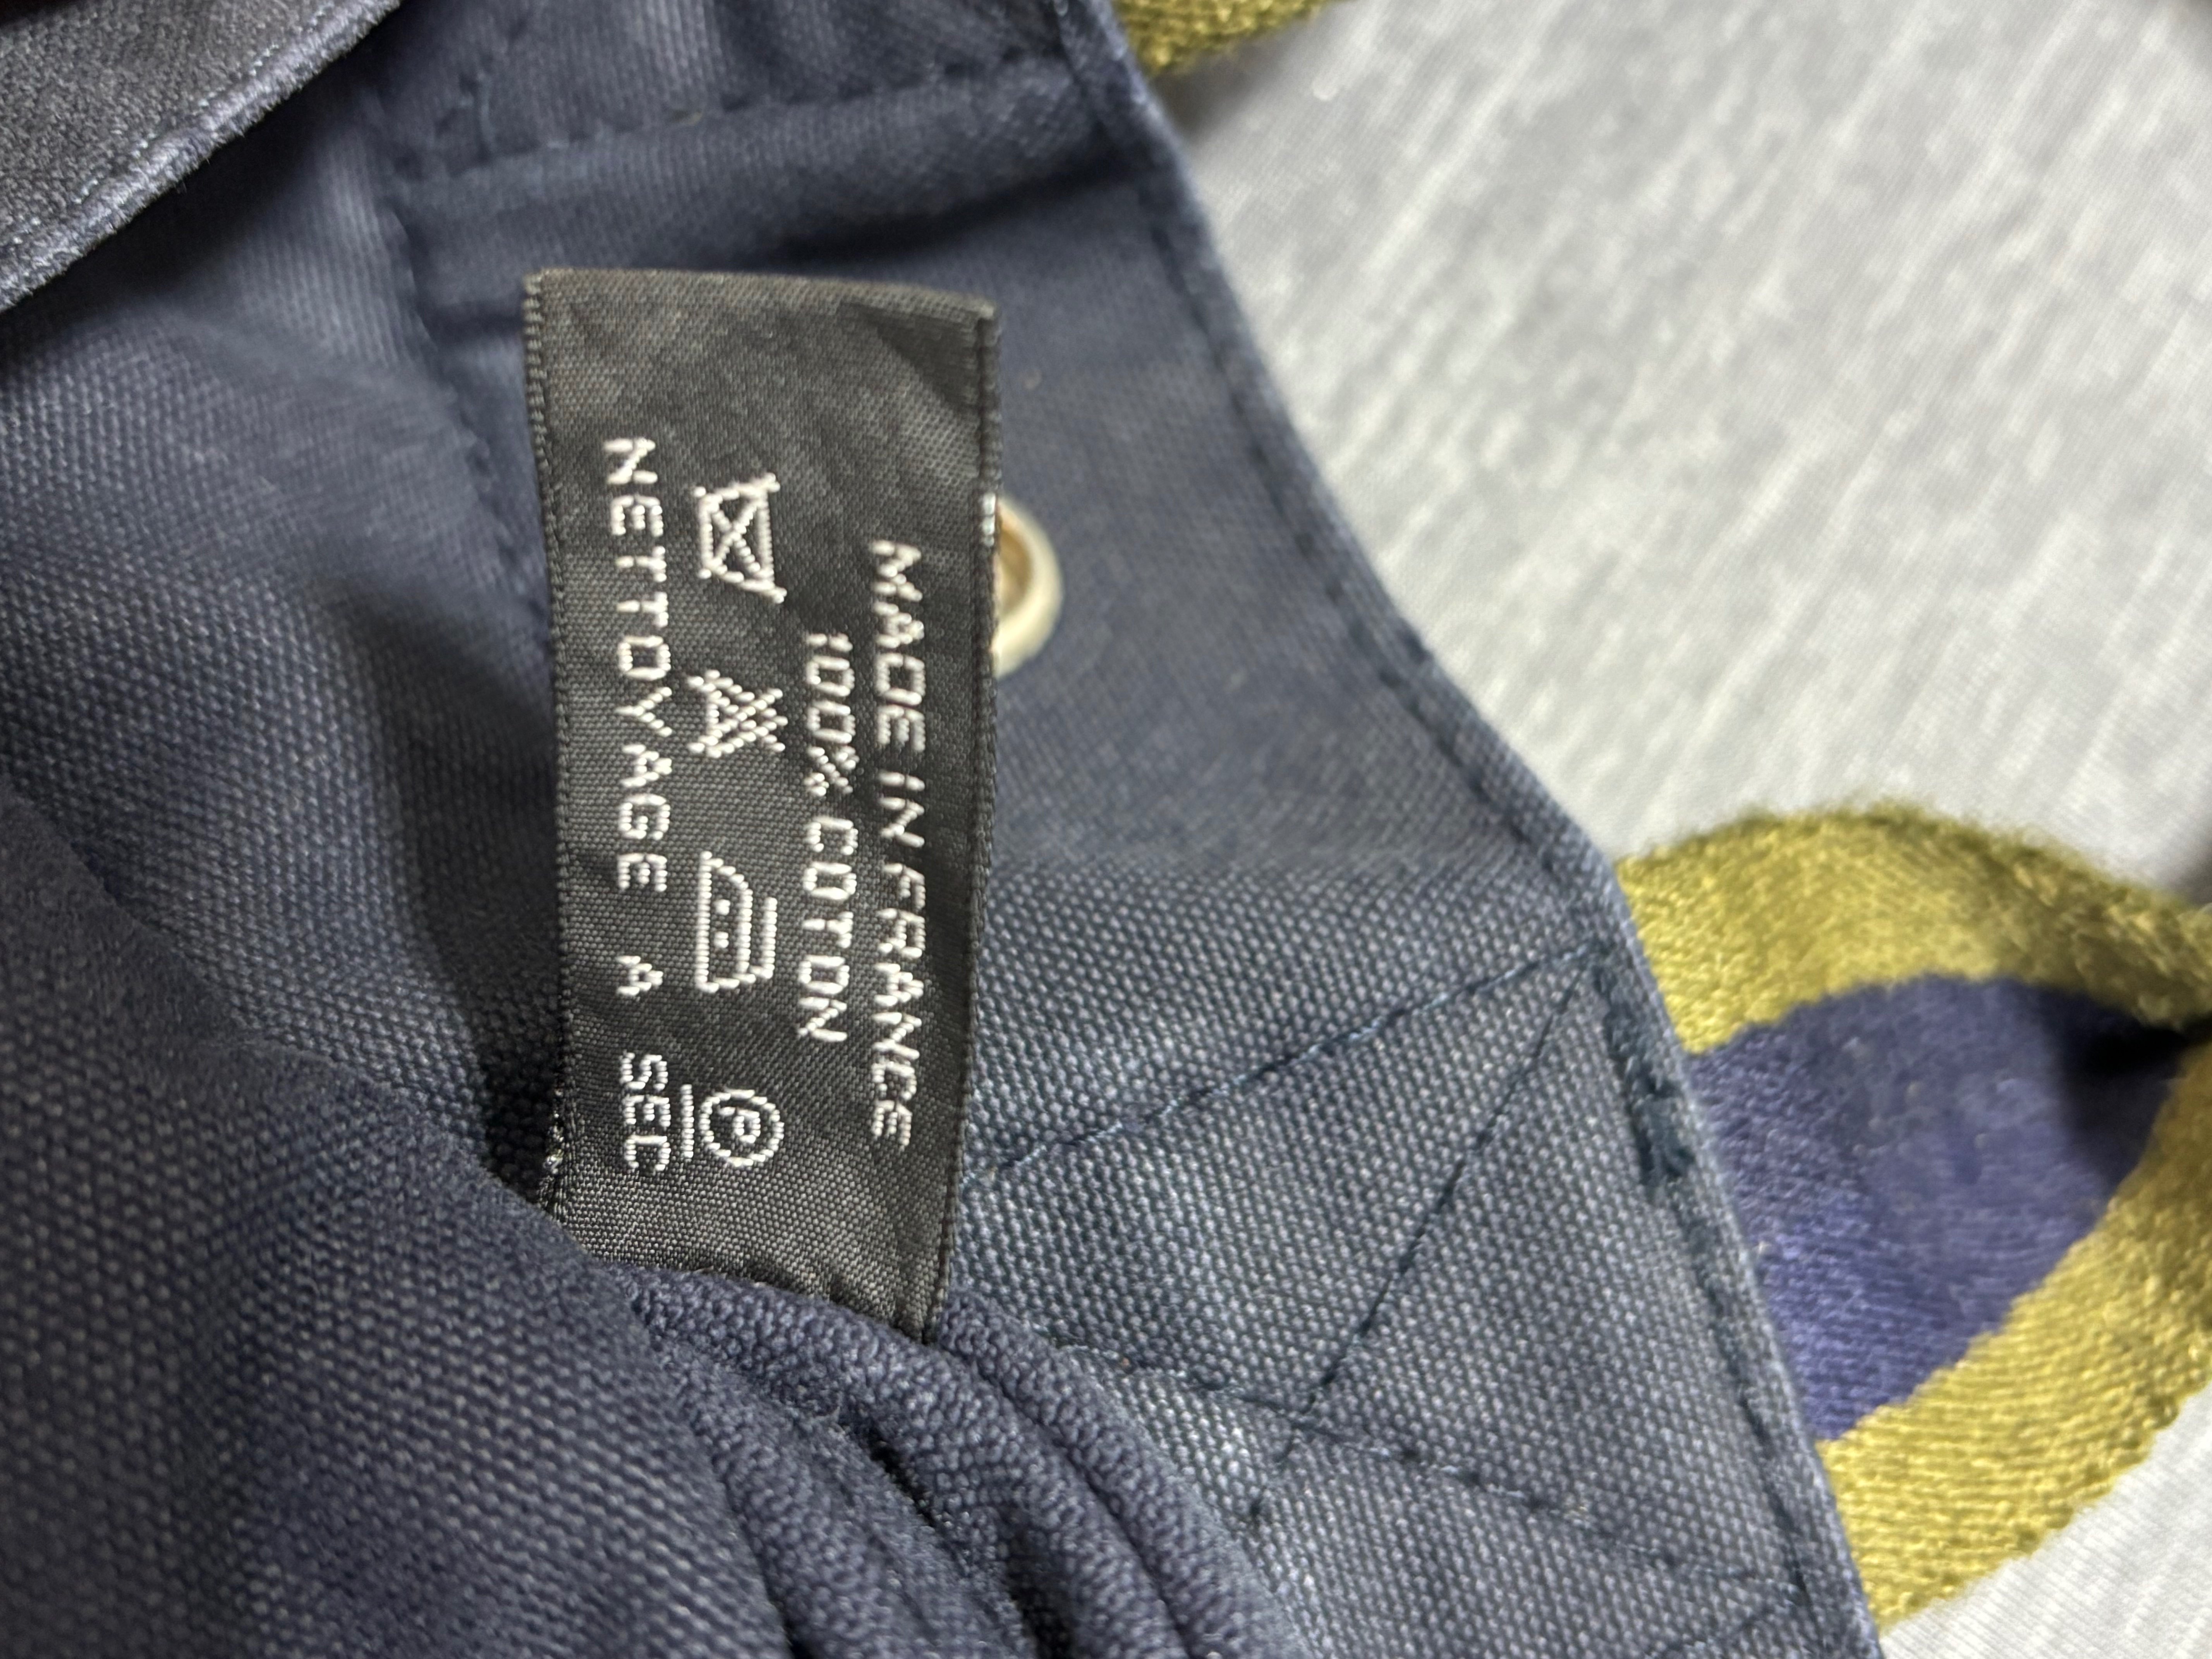 MADE IN FRANCE
100% COTON
P
NETTOYAGE A SEC